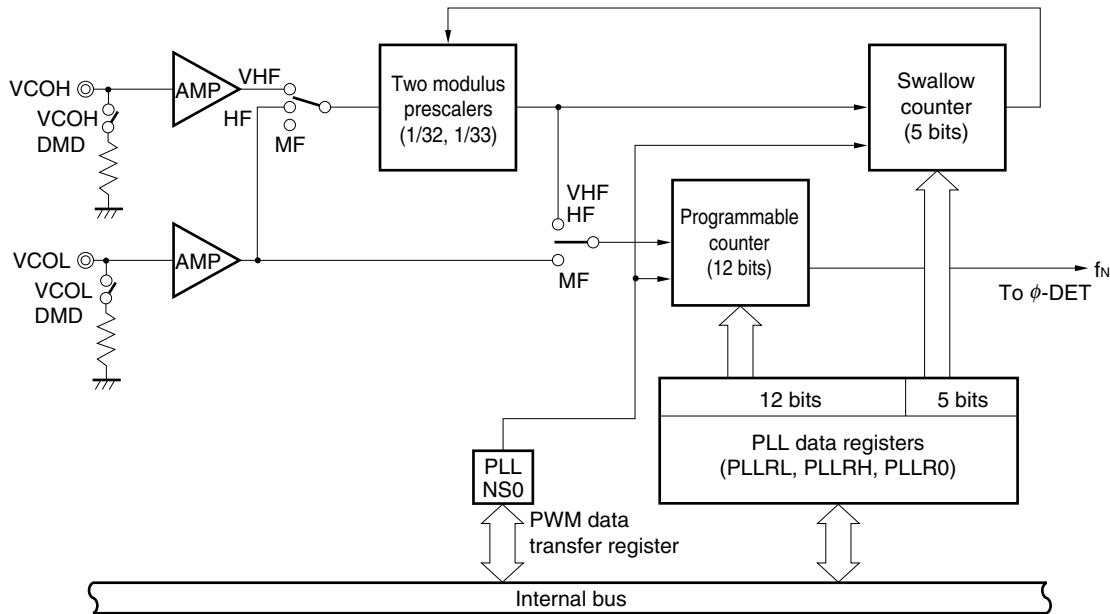 VCOH
AMP
VHF
VCOH
DMD
HF
MF
Two modulus
prescalers
(1/32, 1/33)
Swallow
counter
(5 bits)
VHF
HF
Programmable
counter
(12 bits)
VCOL
AMP
MF
VCOL
DMD
fN
To ϕ-DET
12 bits
5 bits
PLL data registers
(PLLRL, PLLRH, PLLR0)
PLL
NS0
PWM data
transfer register
Internal bus